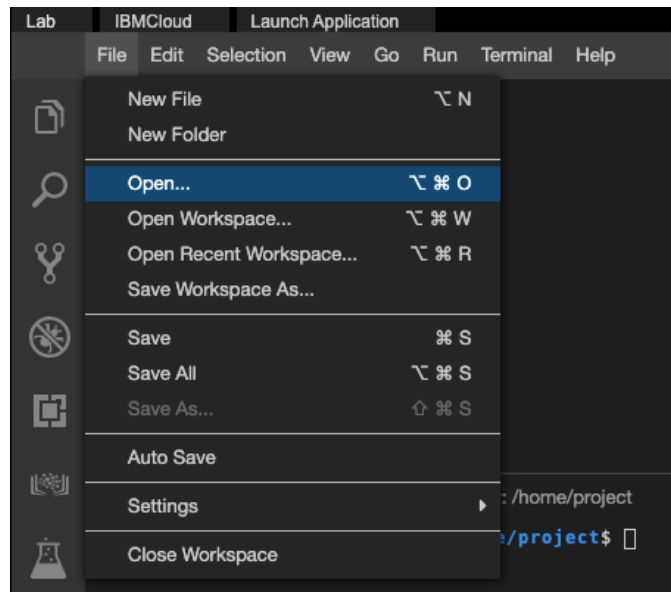 Lab IBMCloud Launch Application
File Edit Selection View Go Run Terminal Help
New File ⌥ N
New Folder
Open... ⌥ ⌘ O
Open Workspace... ⌥ ⌘ W
Open Recent Workspace... ⌥ ⌘ R
Save Workspace As...
Save ⌘ S
Save All ⌥ ⌘ S
Save As... ⇧ ⌘ S
Auto Save
Settings
: /home/project
/project$
Close Workspace